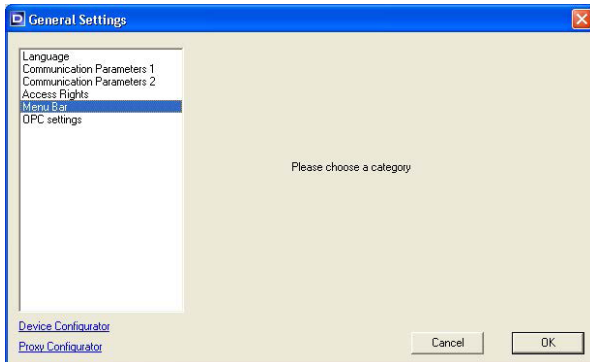 General Settings
Language
Communication Parameters 1
Communication Parameters 2
Access Rights
Menu Bar
OPC settings
Please choose a category
Device Configurator
Proxy Configurator
Cancel
OK